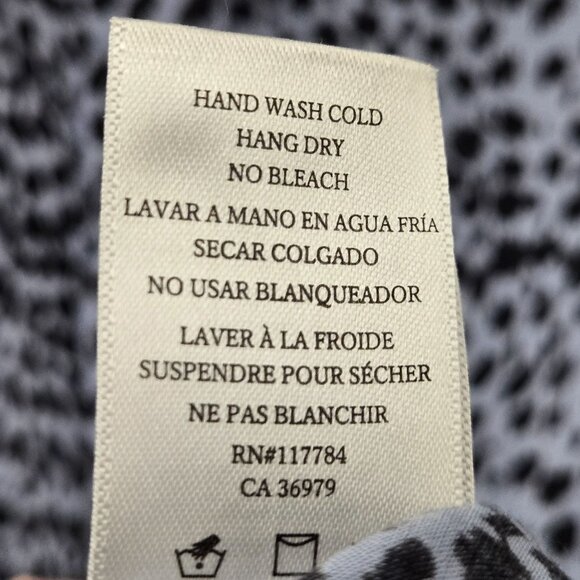 HAND WASH COLD
HANG DRY
NO BLEACH
LAVAR A MANO EN AGUA FRÍA
SECAR COLGADO
NO USAR BLANQUEADOR
LAVER À LA FROIDE
SUSPENDRE POUR SÉCHER
NE PAS BLANCHIR
RN#117784
CA 36979